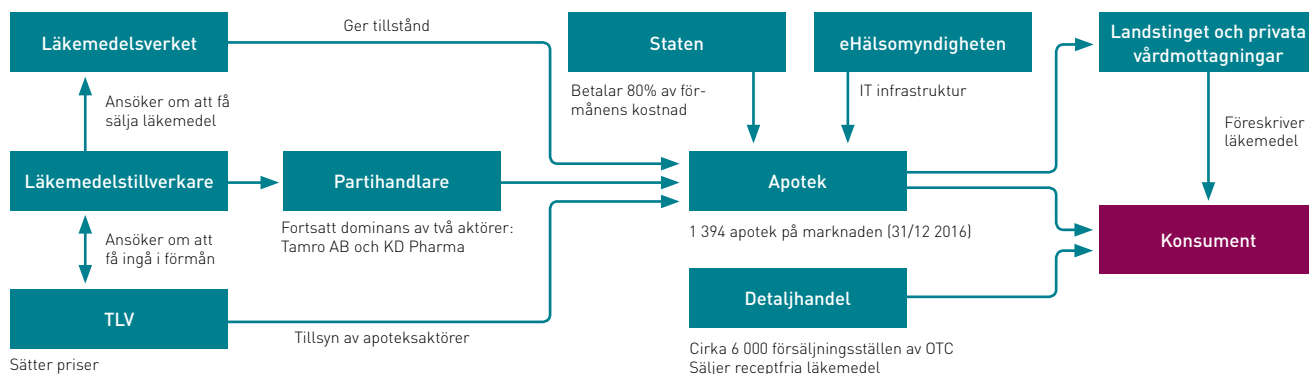 Läkemedelsverket
Ger tillstånd
Staten
eHälsomyndigheten
Landstinget och privata
vårdmottagningar
Betalar 80% av för-
månens kostnad
IT infrastruktur
Ansöker om att få
sälja läkemedel
Föreskriver
läkemedel
Läkemedelstillverkare
Partihandlare
Apotek
Fortsatt dominans av två aktörer:
Tamro AB och KD Pharma
1 394 apotek på marknaden (31/12 2016)
Konsument
Ansöker om att
få ingå i förmån
TLV
Sätter priser
Tillsyn av apoteksaktörer
Detaljhandel
Cirka 6 000 försäljningsställen av OTC
Säljer receptfria läkemedel